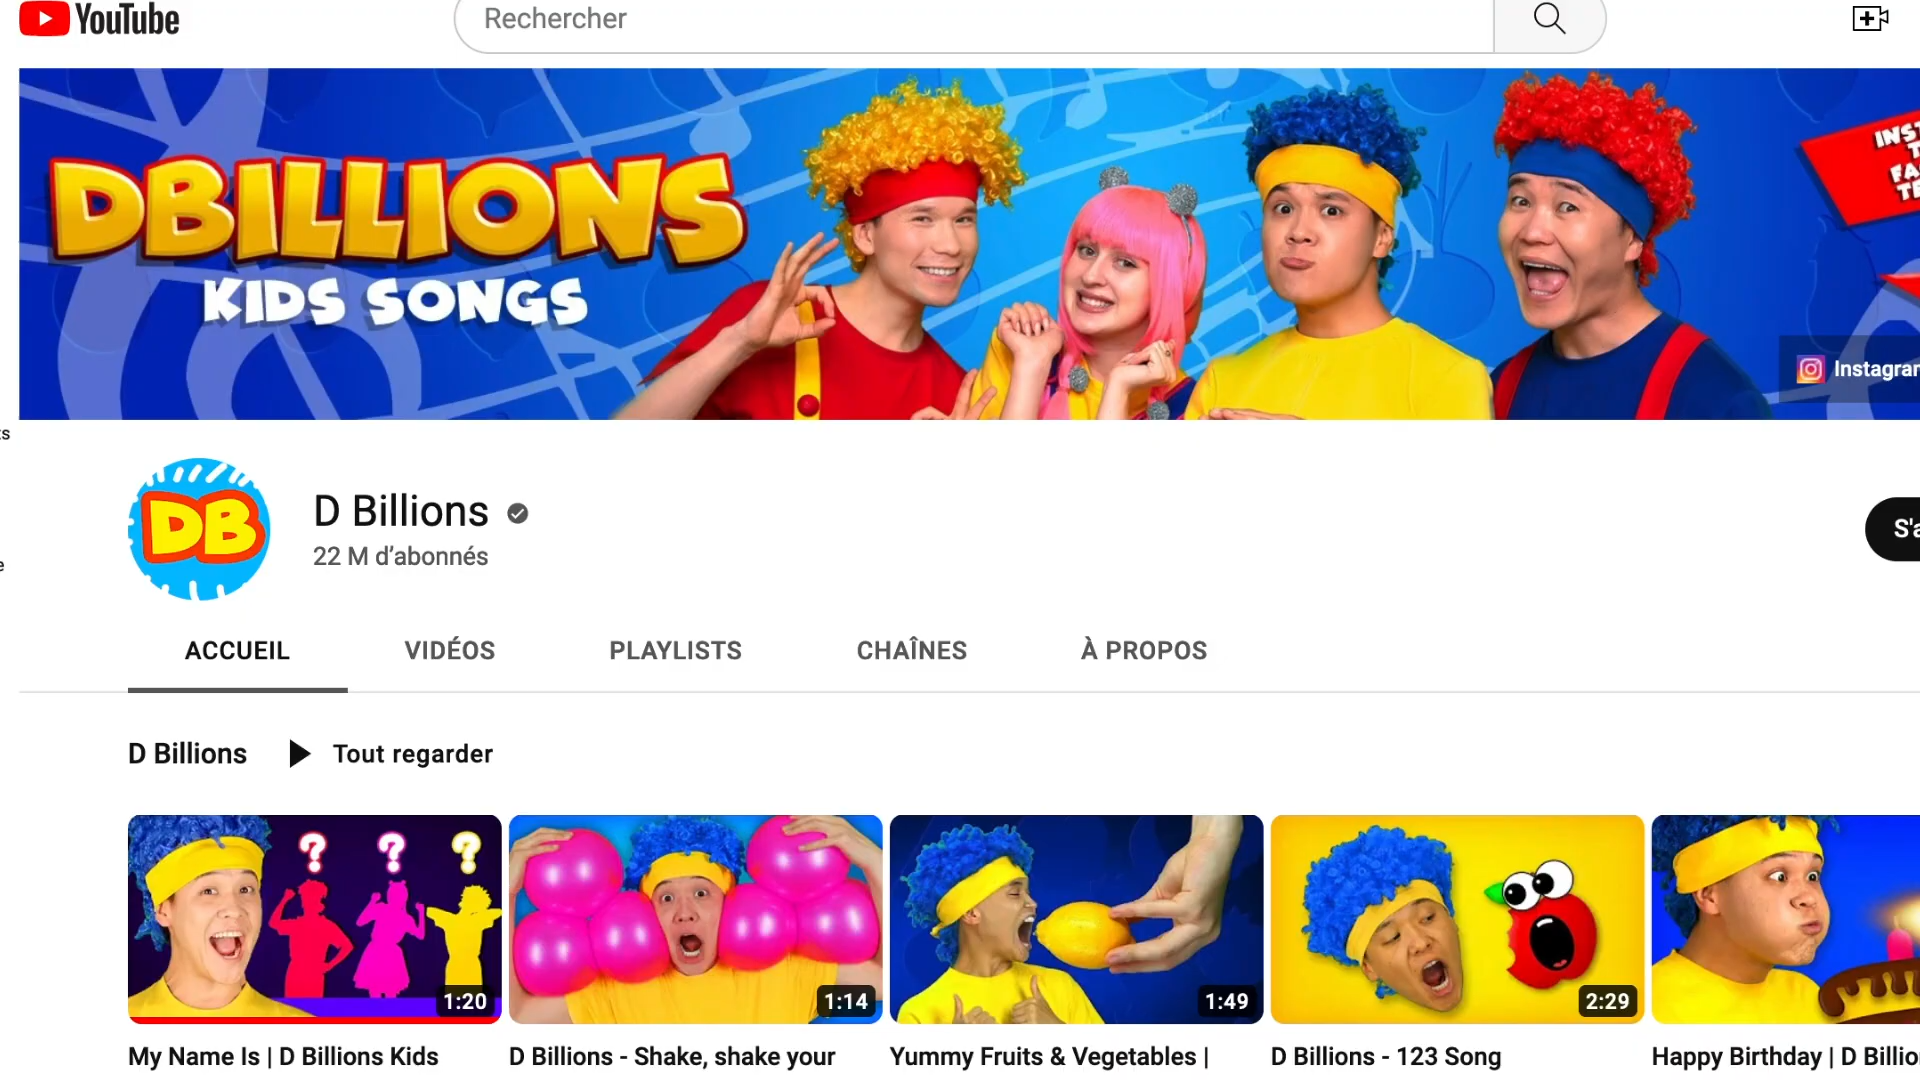 YouTube
Rechercher
DBILLIONS
KIDS SONGS
D Billions
22 M d’abonnés
ACCUEIL
VIDÉOS
PLAYLISTS
CHAÎNES
À PROPOS
D Billions
Tout regarder
DB
1:20
1:14
1:49
2:29
My Name Is | D Billions Kids
D Billions - Shake, shake your
Yummy Fruits & Vegetables |
D Billions - 123 Song
Happy Birthday | D Billio